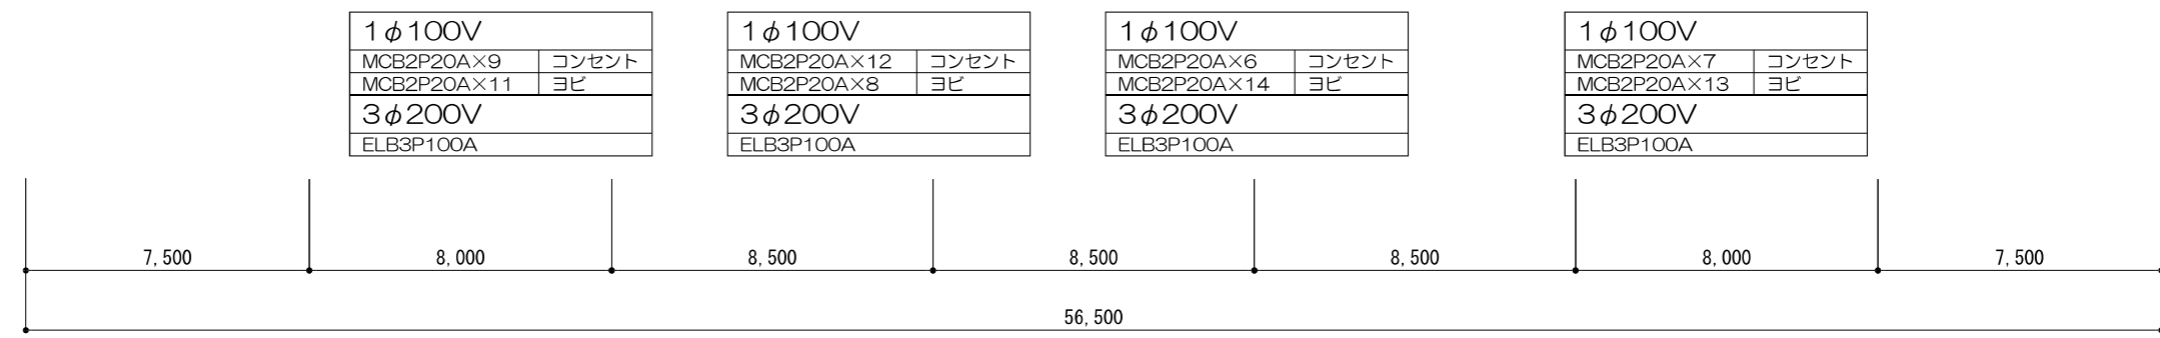 1φ100V
MCB2P20A×9 コンセント
MCB2P20A×11 ヨビ
3φ200V
ELB3P100A
1φ100V
MCB2P20A×12 コンセント
MCB2P20A×8 ヨビ
3φ200V
ELB3P100A
1φ100V
MCB2P20A×6 コンセント
MCB2P20A×14 ヨビ
3φ200V
ELB3P100A
1φ100V
MCB2P20A×7 コンセント
MCB2P20A×13 ヨビ
3φ200V
ELB3P100A
7,500 8,000 8,500 8,500 8,500 8,000 7,500
56,500